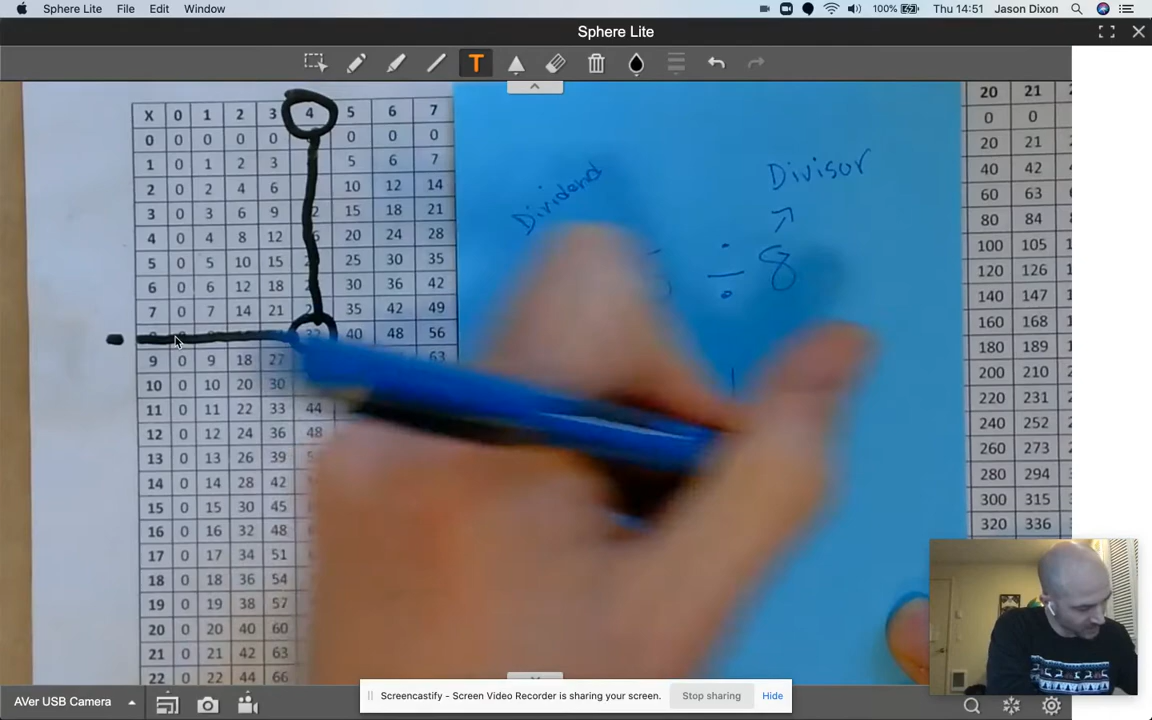 Sphere Lite File Edit Window 100% Thu 14:51 Jason Dixon
Sphere Lite
T
X 0 1 2 3 4 5 6 7
0 0 0 0 0 0 0 0
1 0 1 2 3 5 6 7
2 0 2 4 6 10 12 14
3 0 3 6 9 15 18 21
4 0 4 8 12 20 24 28
5 0 5 10 15 25 30 35
6 0 6 12 18 30 36 42
7 0 7 14 21 35 42 49
32 40 48 56
9 0 9 18 27 63
10 0 10 20 30
11 0 11 22 33 44
12 0 12 24 36 48
13 0 13 26 39
14 0 14 28 42
15 0 15 30 45
16 0 16 32 48
17 0 17 34 51
18 0 18 36 54
19 0 19 38 57
20 0 20 40 60
21 0 21 42 63
22 0 22 44 66
Dividend
Divisor
÷ 8
20 21
0 0
20 21
40 42
60 63
80 84
100 105
120 126
140 147
160 168
180 189
200 210
220 231
240 252
260 273
280 294
300 315
320 336
AVer USB Camera
Screencastify - Screen Video Recorder is sharing your screen. Stop sharing Hide